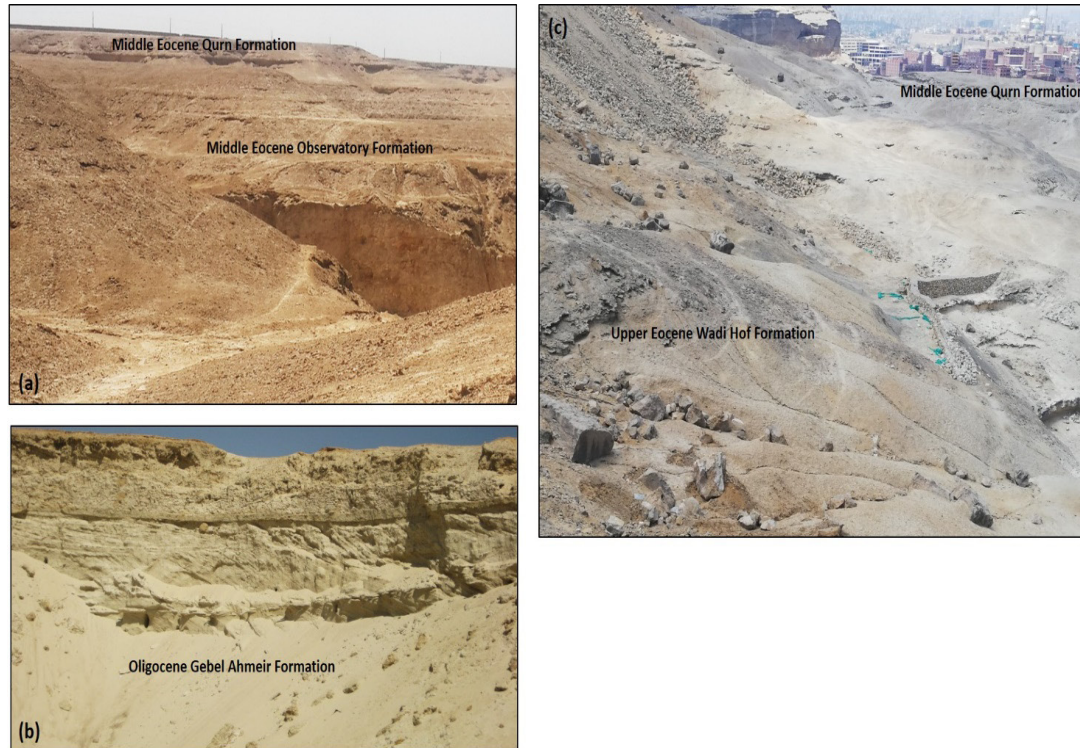 Middle Eocene Qurn Formation
Middle Eocene Observatory Formation
(a)
Oligocene Gebel Ahmeir Formation
(b)
(c)
Middle Eocene Qurn Formation
Upper Eocene Wadi Hof Formation